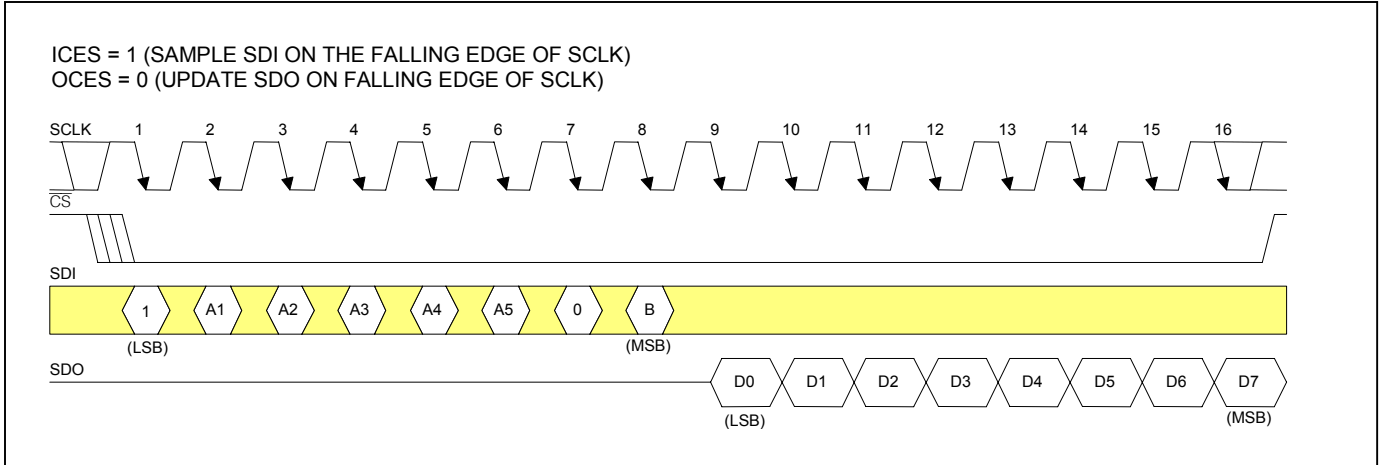 ICES = 1 (SAMPLE SDI ON THE FALLING EDGE OF SCLK)
OCES = 0 (UPDATE SDO ON FALLING EDGE OF SCLK)
SCLK 1 2 3 4 5 6 7 8 9 10 11 12 13 14 15 16
CS
SDI
1 A1 A2 A3 A4 A5 0 B
(LSB) (MSB)
SDO
D0 D1 D2 D3 D4 D5 D6 D7
(LSB) (MSB)